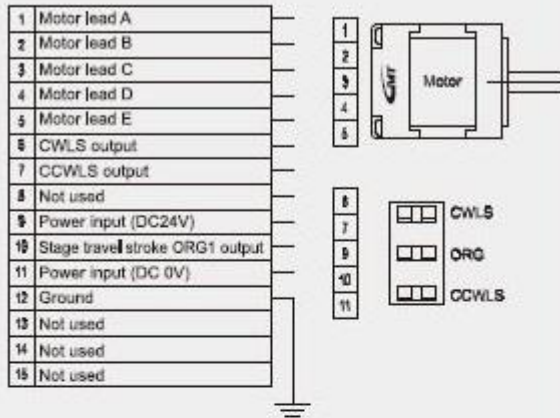 1 Motor lead A
2 Motor lead B
3 Motor lead C
4 Motor lead D
5 Motor lead E
6 CWLS output
7 CCWLS output
8 Not used
9 Power input (DC24V)
10 Stage travel stroke ORG1 output
11 Power input (DC 0V)
12 Ground
13 Not used
14 Not used
15 Not used
1
2
3
4
5
Motor
6
7
9
10
11
CWLS
ORG
CCWLS